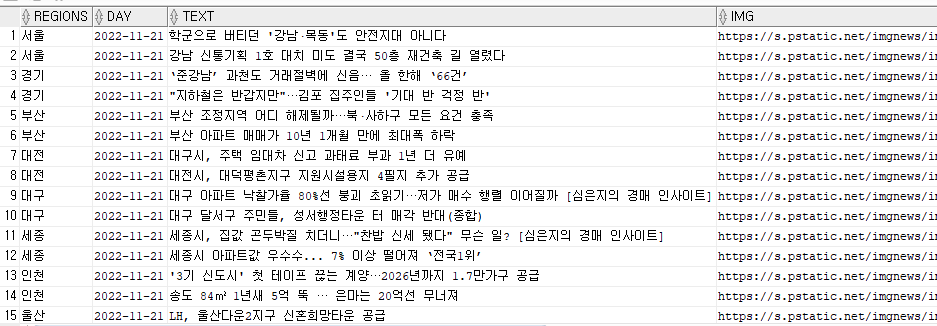 REGIONS DAY TEXT IMG
1 서울 2022-11-21 학군으로 버티던 '강남·목동'도 안전지대 아니다 https://s.pstatic.net/imgnews/i
2 서울 2022-11-21 강남 신통기획 1호 대치 미도 결국 50층 재건축 길 열렸다 https://s.pstatic.net/imgnews/i
3 경기 2022-11-21 ‘준강남’ 과천도 거래절벽에 신음… 올 한해 ‘66건’ https://s.pstatic.net/imgnews/i
4 경기 2022-11-21 "지하철은 반갑지만"…김포 집주인들 '기대 반 걱정 반' https://s.pstatic.net/imgnews/i
5 부산 2022-11-21 부산 조정지역 어디 해제될까…북·사하구 모든 요건 충족 https://s.pstatic.net/imgnews/i
6 부산 2022-11-21 부산 아파트 매매가 10년 1개월 만에 최대폭 하락 https://s.pstatic.net/imgnews/i
7 대전 2022-11-21 대구시, 주택 임대차 신고 과태료 부과 1년 더 유예 https://s.pstatic.net/imgnews/i
8 대전 2022-11-21 대전시, 대덕평촌지구 지원시설용지 4필지 추가 공급 https://s.pstatic.net/imgnews/i
9 대구 2022-11-21 대구 아파트 낙찰가율 80%선 붕괴 초읽기…저가 매수 행렬 이어질까 [심은지의 경매 인사이트] https://s.pstatic.net/imgnews/i
10 대구 2022-11-21 대구 달서구 주민들, 성서행정타운 터 매각 반대(종합) https://s.pstatic.net/imgnews/i
11 세종 2022-11-21 세종시, 집값 곤두박질 치더니…"찬밥 신세 됐다" 무슨 일? [심은지의 경매 인사이트] https://s.pstatic.net/imgnews/i
12 세종 2022-11-21 세종시 아파트값 우수수... 7% 이상 떨어져 ‘전국1위’ https://s.pstatic.net/imgnews/i
13 인천 2022-11-21 '3기 신도시' 첫 테이프 끊는 계양…2026년까지 1.7만가구 공급 https://s.pstatic.net/imgnews/i
14 인천 2022-11-21 송도 84㎡ 1년새 5억 뚝 … 은마는 20억선 무너져 https://s.pstatic.net/imgnews/i
15 울산 2022-11-21 LH, 울산다운2지구 신혼희망타운 공급 https://s.pstatic.net/imgnews/i